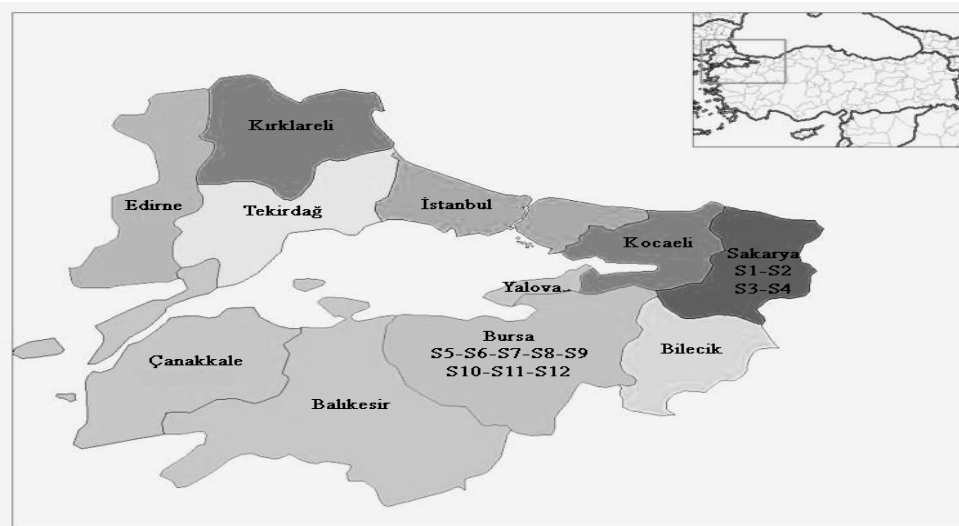 Kırklareli
Edirne
Tekirdağ
İstanbul
Kocaeli
Sakarya
S1-S2
S3-S4
Yalova
Bursa
S5-S6-S7-S8-S9
S10-S11-S12
Bilecik
Çanakkale
Balıkesir